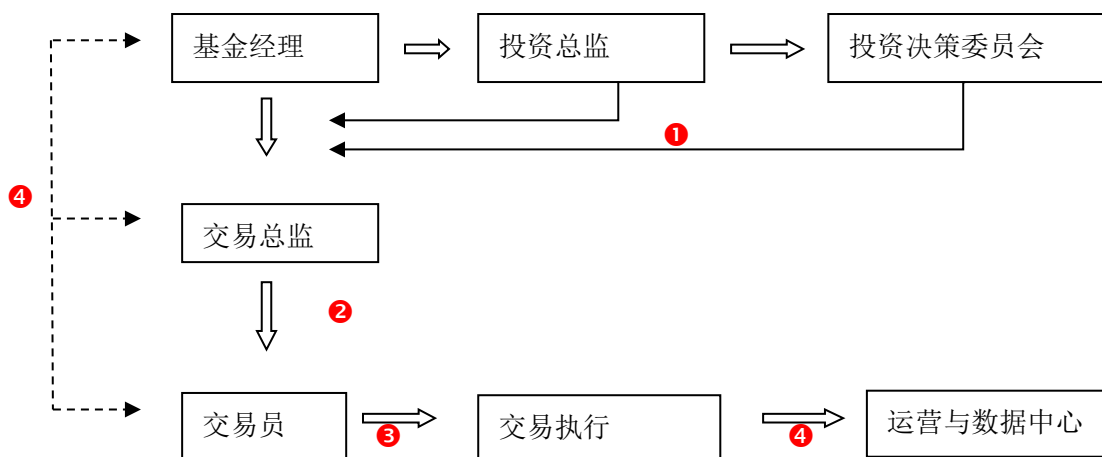 基金经理
投资总监
投资决策委员会
❶
❹
交易总监
❷
交易员
❸
交易执行
❹
运营与数据中心